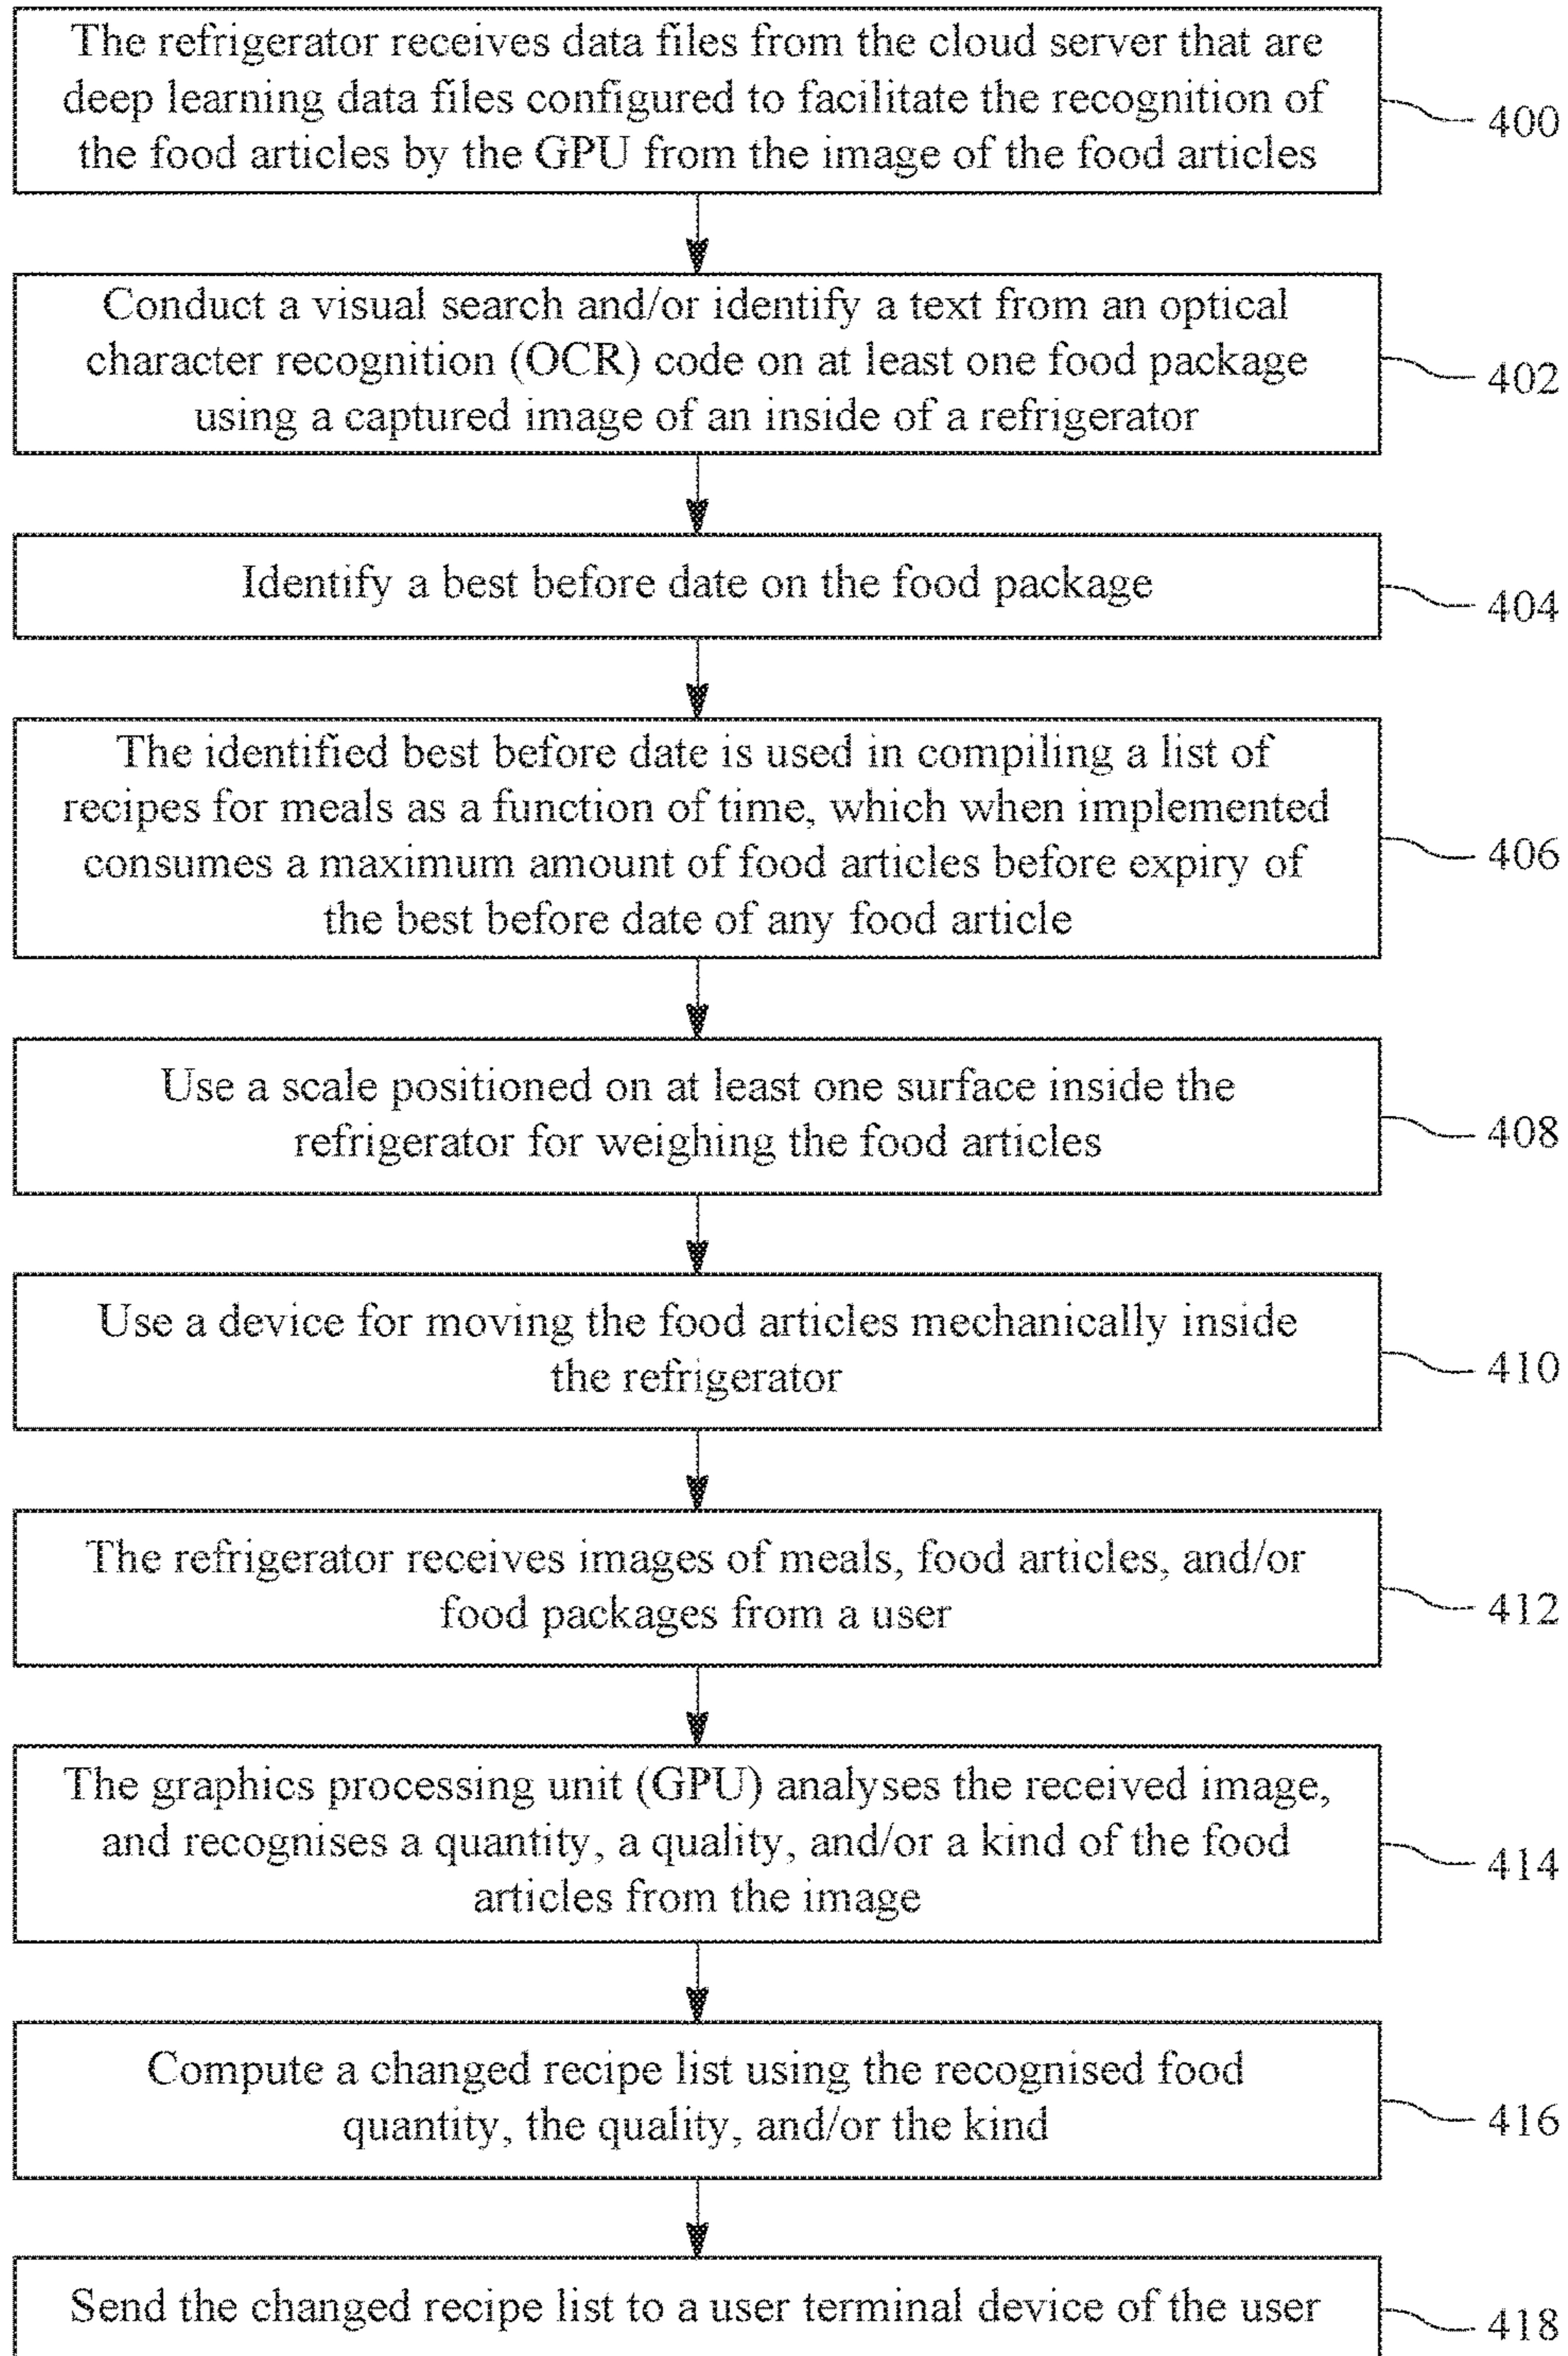 The refrigerator receives data files from the cloud server that are
deep learning data files configured to facilitate the recognition of
the food articles by the GPU from the image of the food articles
400
Conduct a visual search and/or identify a text from an optical
character recognition (OCR) code on at least one food package
using a captured image of an inside of a refrigerator
402
Identify a best before date on the food package
404
The identified best before date is used in compiling a list of
recipes for meals as a function of time, which when implemented
consumes a maximum amount of food articles before expiry of
the best before date of any food article
406
Use a scale positioned on at least one surface inside the
refrigerator for weighing the food articles
408
Use a device for moving the food articles mechanically inside
the refrigerator
410
The refrigerator receives images of meals, food articles, and/or
food packages from a user
412
The graphics processing unit (GPU) analyses the received image,
and recognises a quantity, a quality, and/or a kind of the food
articles from the image
414
Compute a changed recipe list using the recognised food
quantity, the quality, and/or the kind
416
Send the changed recipe list to a user terminal device of the user
418